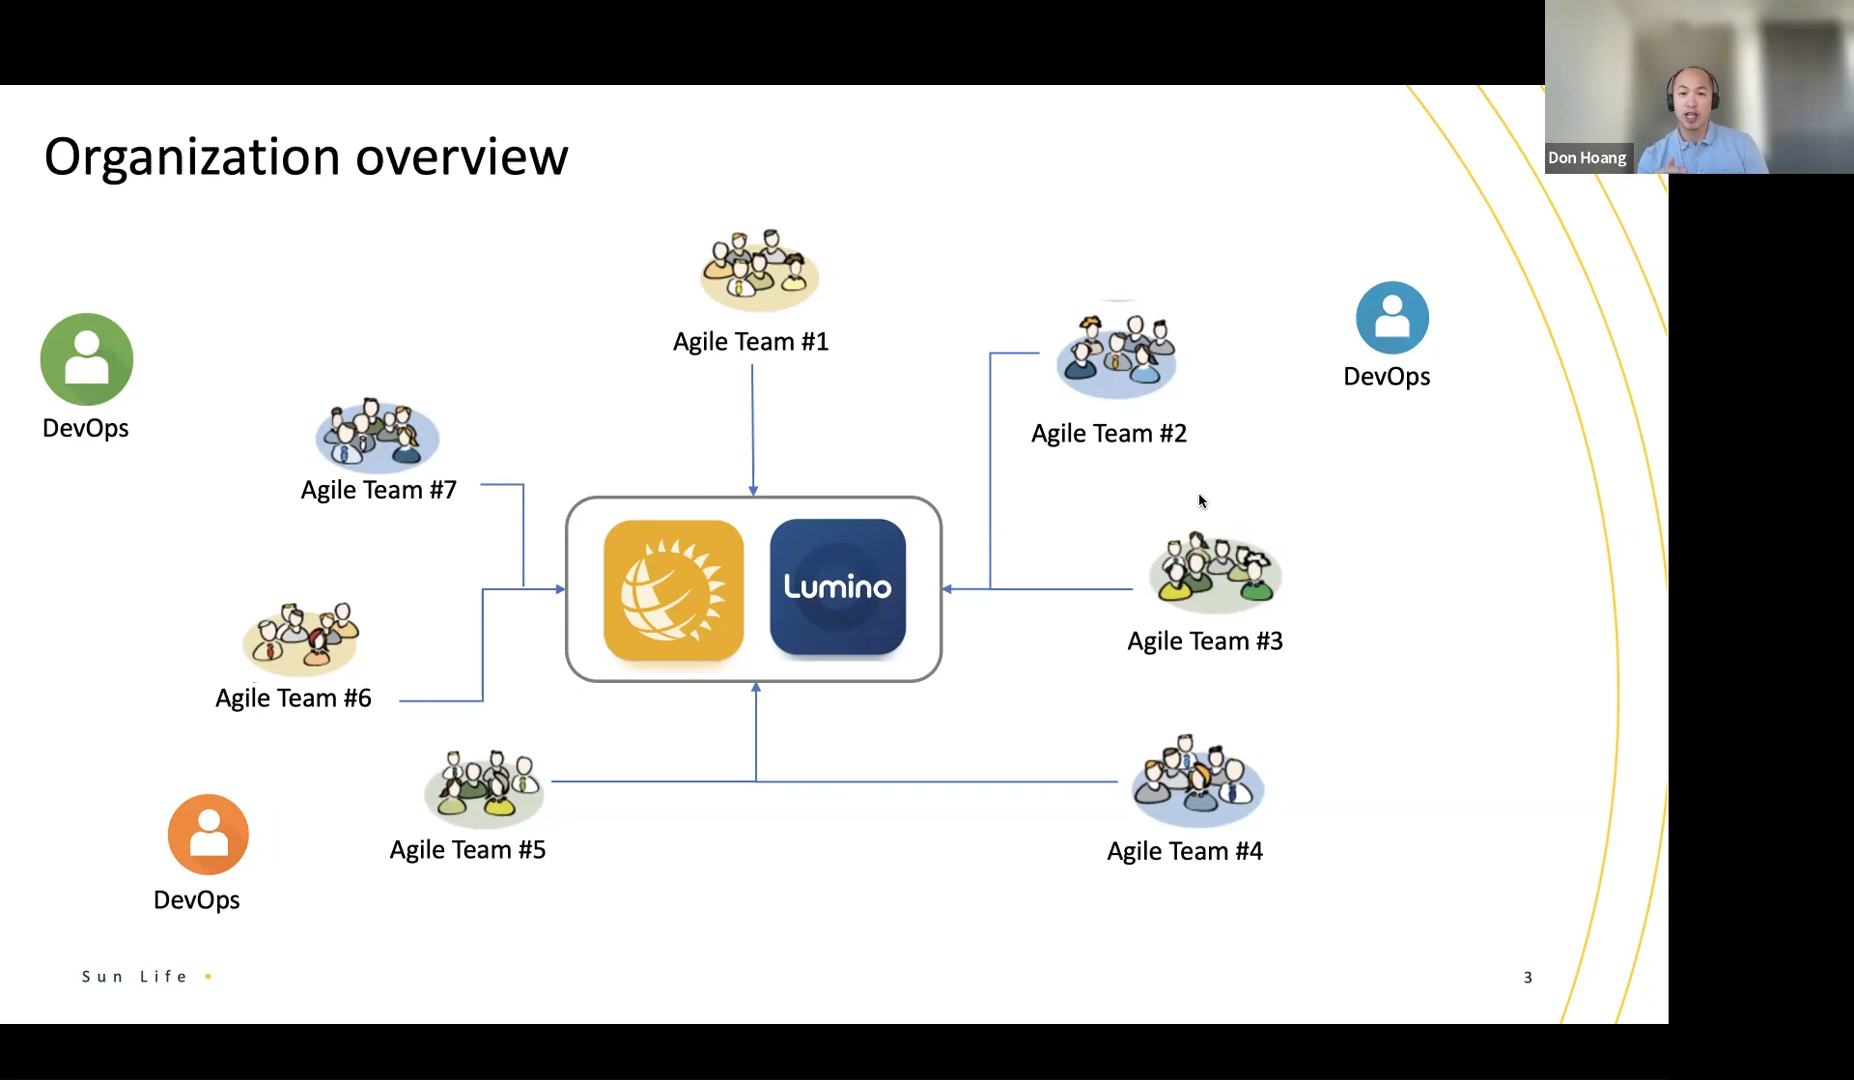 Don Hoang
Organization overview
Agile Team #1
DevOps
Agile Team #2
DevOps
Agile Team #7
Lumino
Agile Team #3
Agile Team #6
Agile Team #5
Agile Team #4
DevOps
Sun Life
3